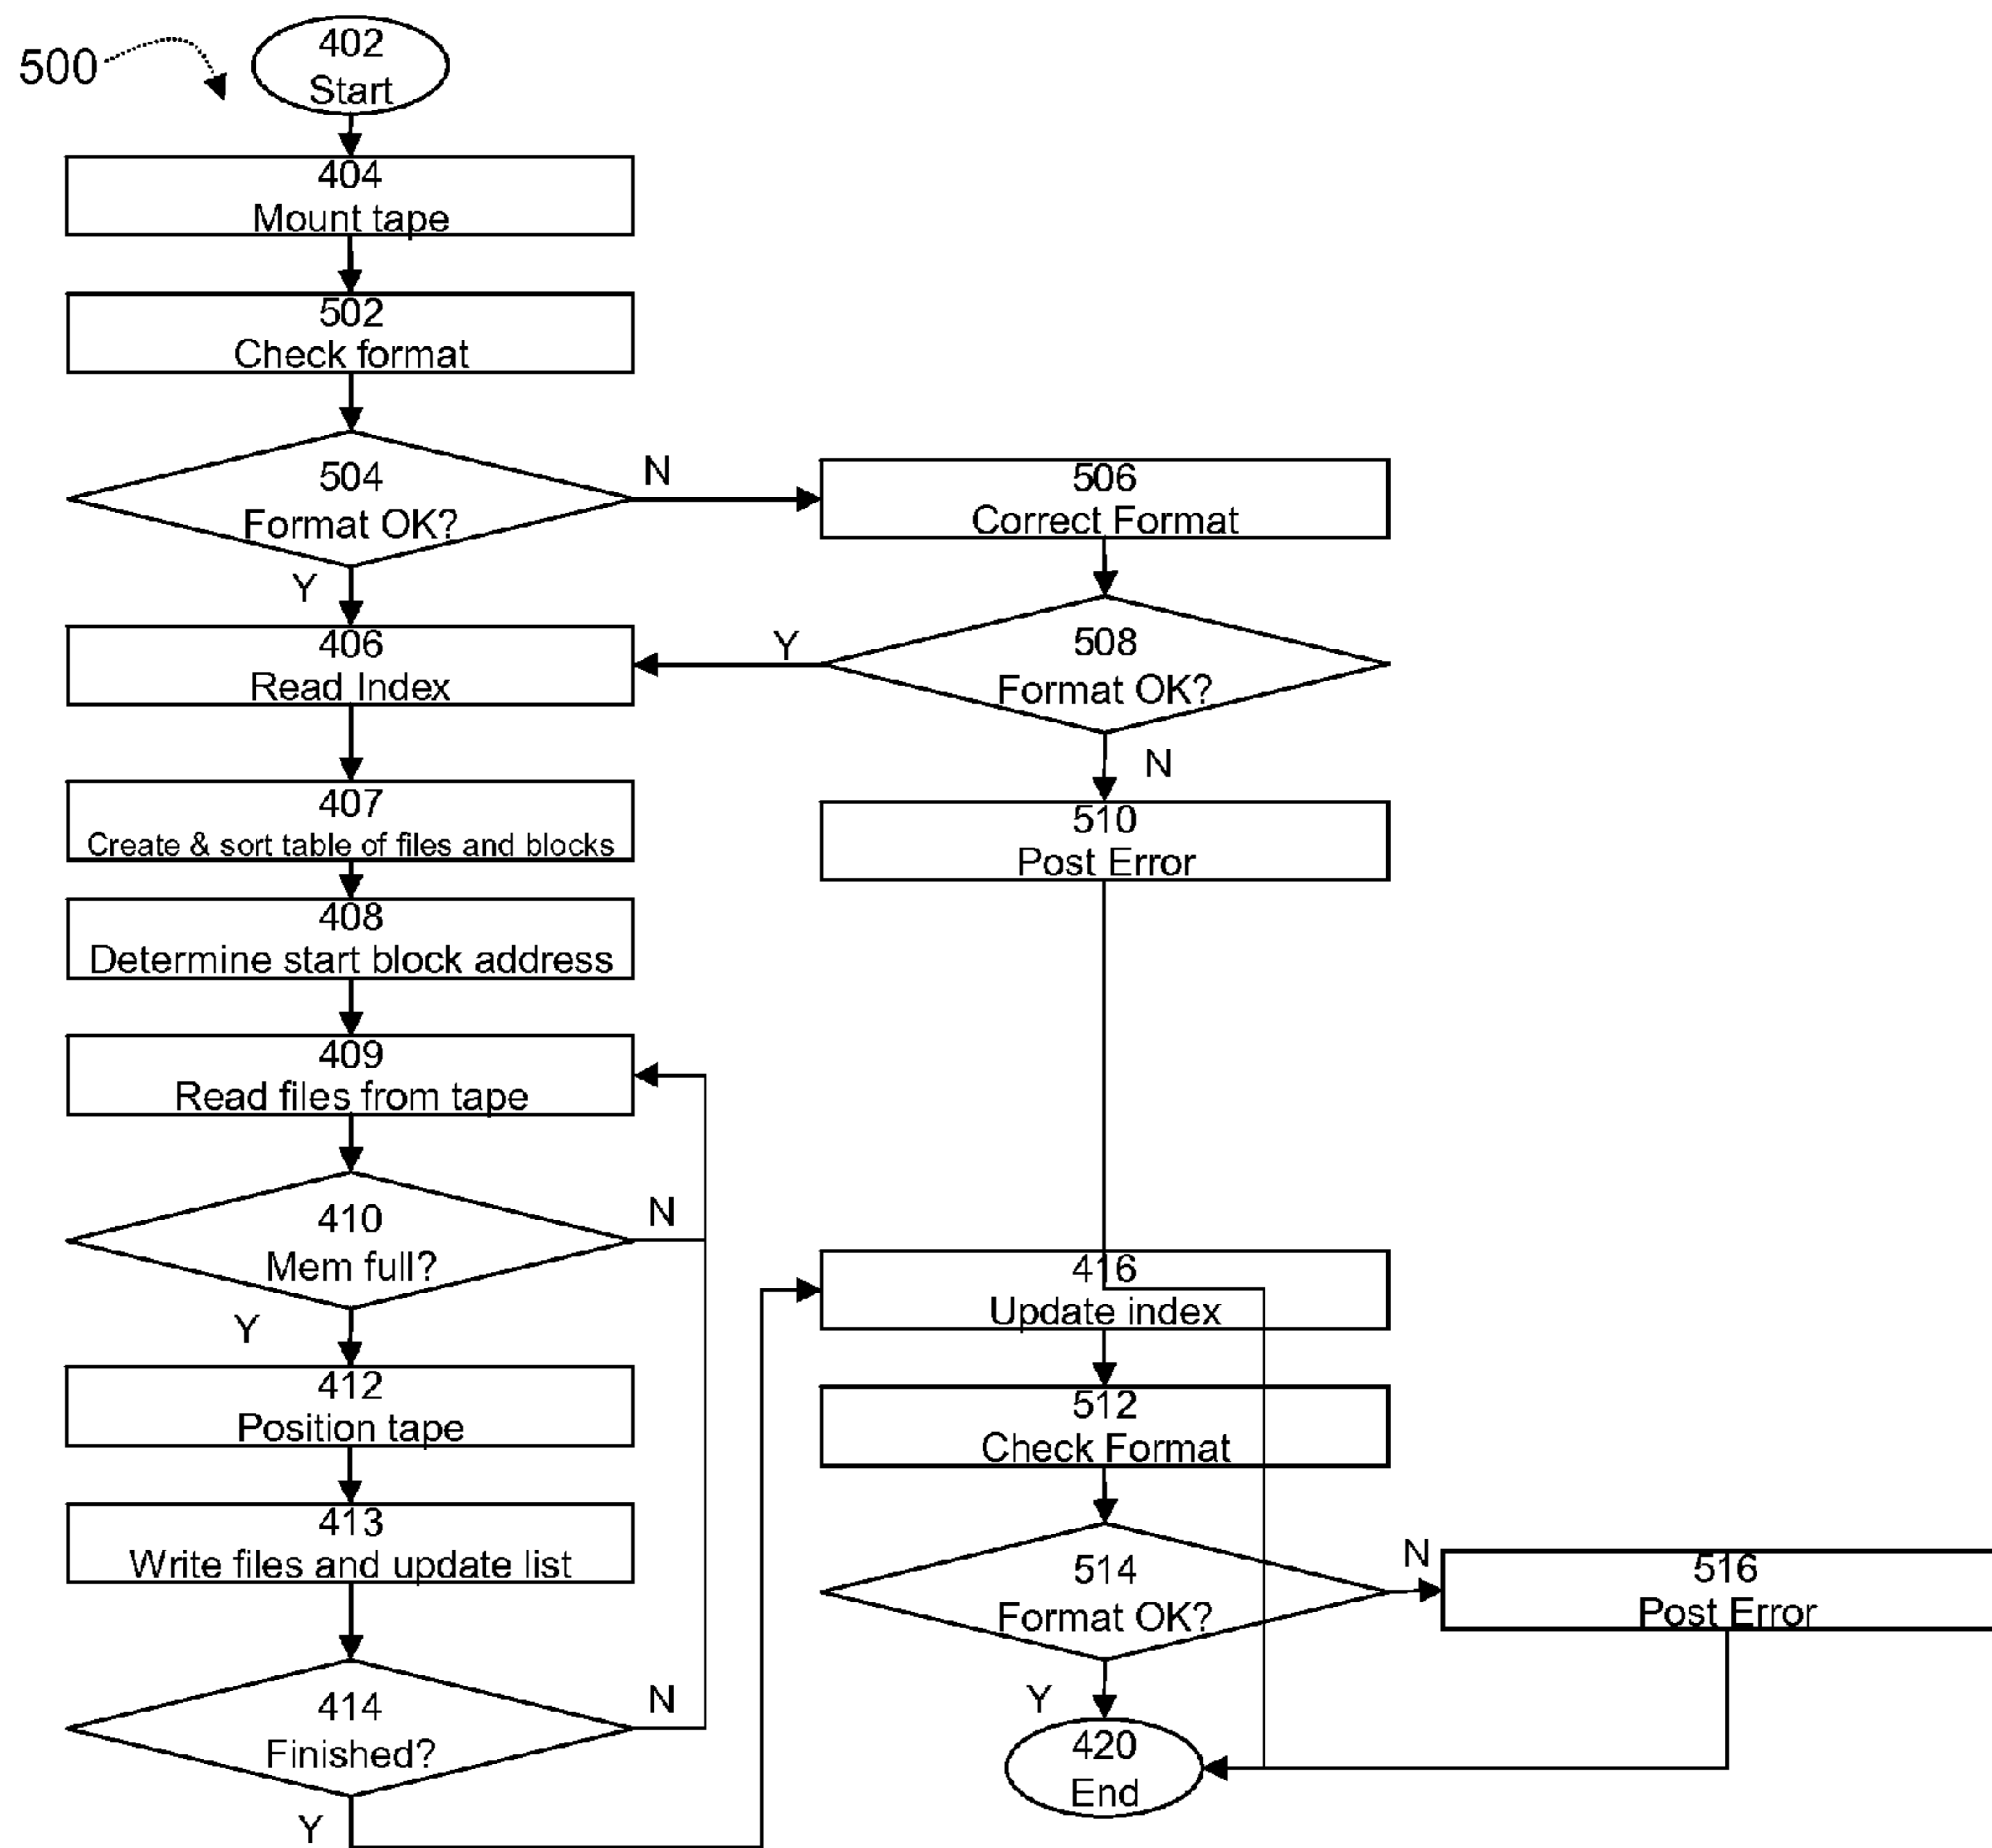 500
402
Start
404
Mount tape
502
Check format
504
Format OK?
N
Y
506
Correct Format
508
Format OK?
Y
N
406
Read Index
407
Create & sort table of files and blocks
510
Post Error
408
Determine start block address
409
Read files from tape
410
Mem full?
N
Y
412
Position tape
413
Write files and update list
414
Finished?
N
Y
416
Update index
512
Check Format
514
Format OK?
N
Y
516
Post Error
420
End